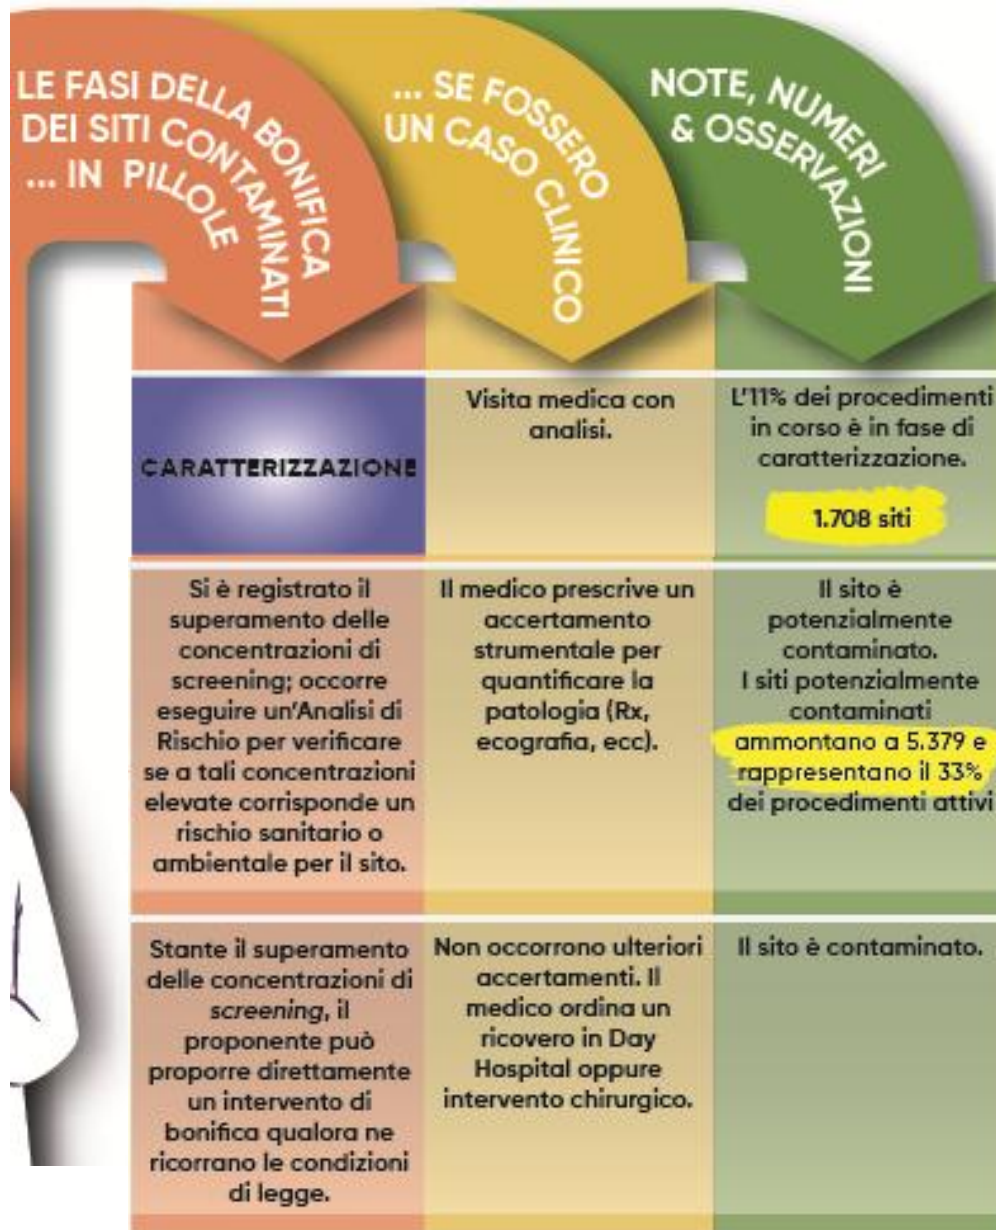 LE FASI DELLA BONIFICA
DEI SITI CONTAMINATI
... IN PILLOLE
... SE FOSSERO
UN CASO CLINICO
NOTE, NUMERI
& OSSERVAZIONI
CARATTERIZZAZIONE
Visita medica con
analisi.
L'11% dei procedimenti
in corso è in fase di
caratterizzazione.
1.708 siti
Si è registrato il
superamento delle
concentrazioni di
screening; occorre
eseguire un'Analisi di
Rischio per verificare
se a tali concentrazioni
elevate corrisponde un
rischio sanitario o
ambientale per il sito.
Il medico prescrive un
accertamento
strumentale per
quantificare la
patologia (Rx,
ecografia, ecc).
Il sito è
potenzialmente
contaminato.
I siti potenzialmente
contaminati
ammontano a 5.379 e
rappresentano il 33%
dei procedimenti attivi
Stante il superamento
delle concentrazioni di
screening, il
proponente può
proporre direttamente
un intervento di
bonifica qualora ne
ricorrano le condizioni
di legge.
Non occorrono ulteriori
accertamenti. Il
medico ordina un
ricovero in Day
Hospital oppure
intervento chirurgico.
Il sito è contaminato.